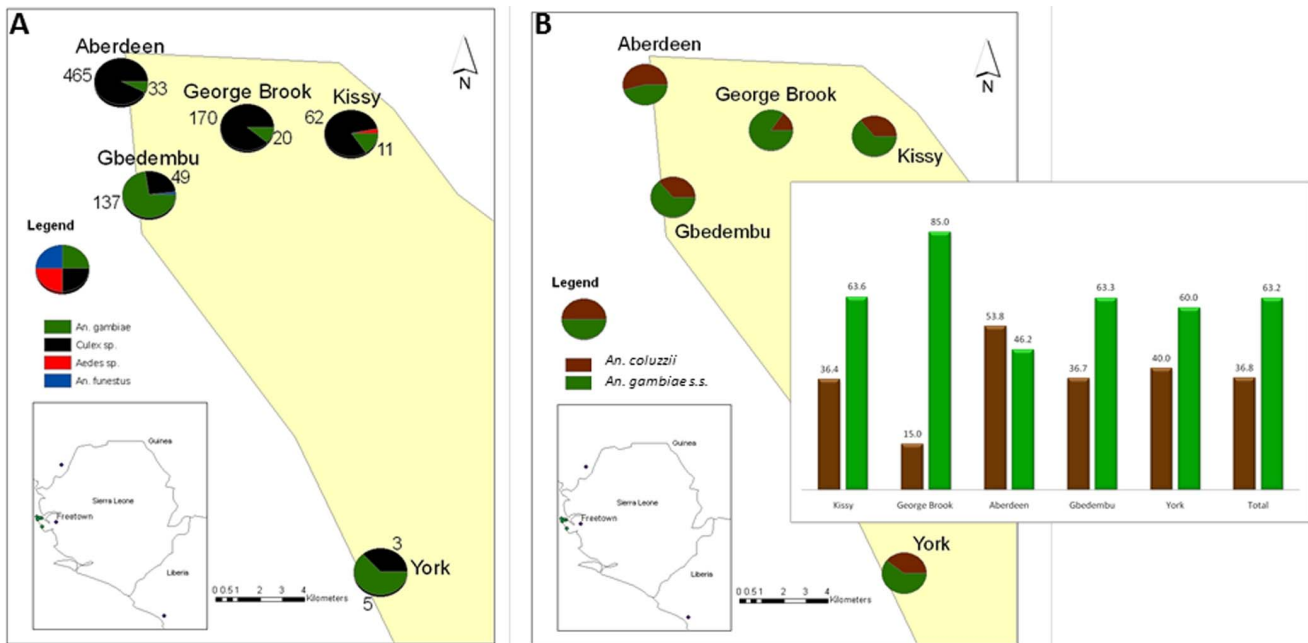 A
Aberdeen
465
33
George Brook
170
20
Kissy
62
11
N
Gbedembu
49
137
Legend
An. gambiae
Culex sp.
Aedes sp.
An. funestus
Guinea
Sierra Leone
Freetown
Liberia
3
York
5
0 0.5 1 2 3 4
Kilometers
B
Aberdeen
George Brook
Kissy
N
Gbedembu
Legend
An. coluzzii
An. gambiae s.s.
Guinea
Sierra Leone
Freetown
Liberia
York
0 0.5 1 2 3 4
Kilometers
36.4 63.6 15.0 85.0 53.8 46.2 36.7 63.3 40.0 60.0 36.8 63.2
Kissy George Brook Aberdeen Gbedembu York Total